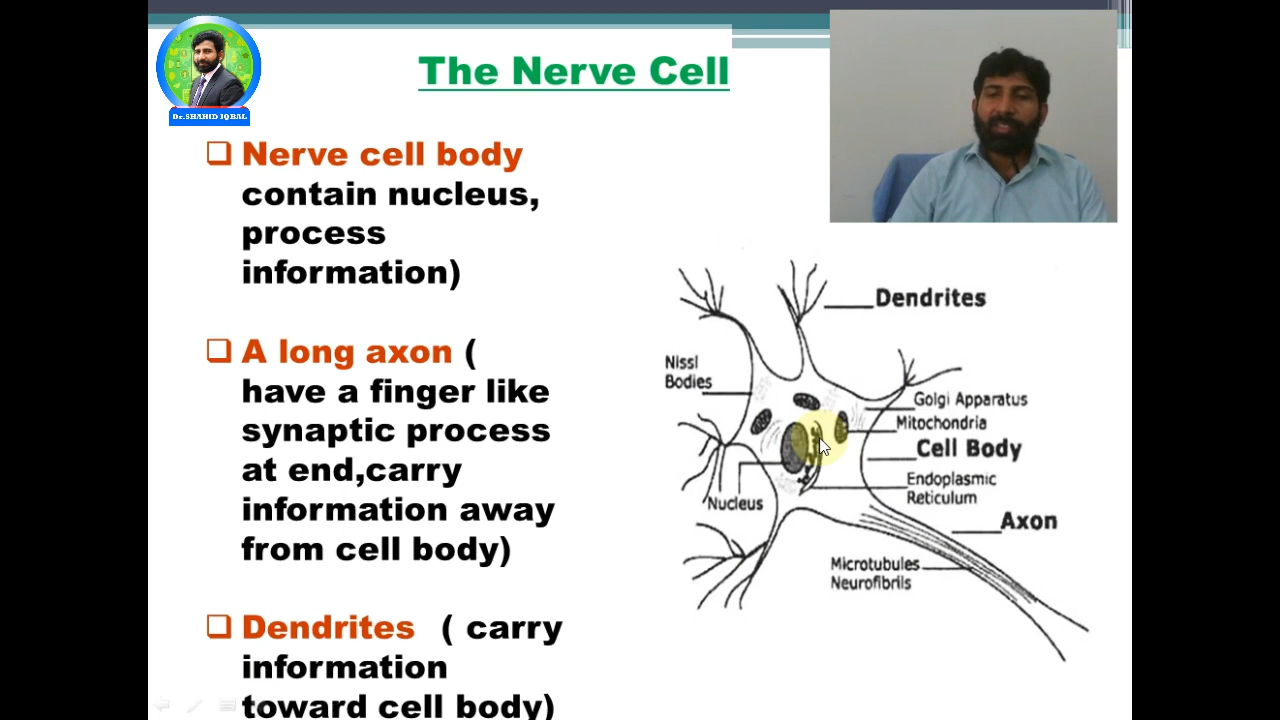 The Nerve Cell
Dr.SHAHID IQBAL
❑ Nerve cell body
contain nucleus,
process
information)
❑ A long axon (
have a finger like
synaptic process
at end,carry
information away
from cell body)
❑ Dendrites ( carry
information
toward cell body)
Dendrites
Nissl
Bodies
Golgi Apparatus
Mitochondria
Cell Body
Endoplasmic
Reticulum
Nucleus
Axon
Microtubules
Neurofibrils